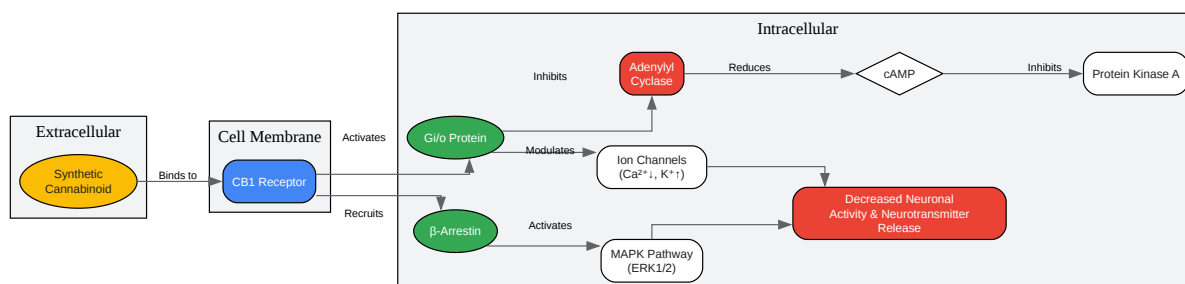 Intracellular
Extracellular
Synthetic
Cannabinoid
Binds to
Cell Membrane
CB1 Receptor
Activates
Recruits
Gi/o Protein
β-Arrestin
Inhibits
Adenylyl
Cyclase
Reduces
cAMP
Inhibits
Protein Kinase A
Modulates
Ion Channels
(Ca²⁺↓, K⁺↑)
Activates
MAPK Pathway
(ERK1/2)
Decreased Neuronal
Activity & Neurotransmitter
Release